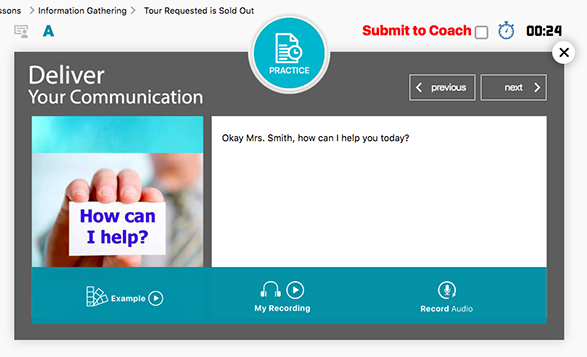 ssons > Information Gathering > Tour Requested is Sold Out
A
Submit to Coach
00:24
PRACTICE
Deliver
Your Communication
previous
next
Okay Mrs. Smith, how can I help you today?
How can
I help?
Example
My Recording
Record Audio